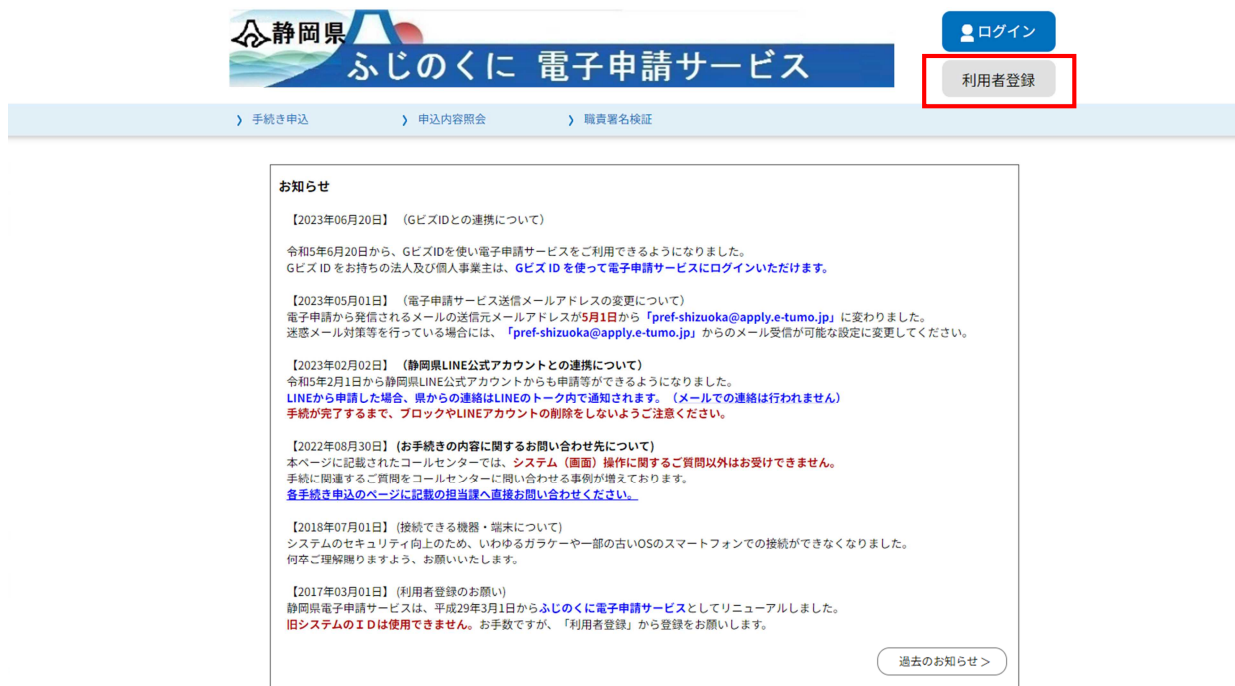 静岡県
ふじのくに 電子申請サービス
ログイン
利用者登録
❯ 手続き申込 ❯ 申込内容照会 ❯ 職責署名検証
お知らせ
【2023年06月20日】（GビズIDとの連携について）
令和5年6月20日から、GビズIDを使い電子申請サービスをご利用できるようになりました。
Gビズ ID をお持ちの法人及び個人事業主は、Gビズ ID を使って電子申請サービスにログインいただけます。
【2023年05月01日】（電子申請サービス送信メールアドレスの変更について）
電子申請から発信されるメールの送信元メールアドレスが5月1日から「pref-shizuoka@apply.e-tumo.jp」に変わりました。
迷惑メール対策等を行っている場合には、「pref-shizuoka@apply.e-tumo.jp」からのメール受信が可能な設定に変更してください。
【2023年02月02日】（静岡県LINE公式アカウントとの連携について）
令和5年2月1日から静岡県LINE公式アカウントからも申請等ができるようになりました。
LINEから申請した場合、県からの連絡はLINEのトーク内で通知されます。（メールでの連絡は行われません）
手続が完了するまで、ブロックやLINEアカウントの削除をしないようご注意ください。
【2022年08月30日】(お手続きの内容に関するお問い合わせ先について)
本ページに記載されたコールセンターでは、システム（画面）操作に関するご質問以外はお受けできません。
手続に関連するご質問をコールセンターに問い合わせる事例が増えております。
各手続き申込のページに記載の担当課へ直接お問い合わせください。
【2018年07月01日】(接続できる機器・端末について)
システムのセキュリティ向上のため、いわゆるガラケーや一部の古いOSのスマートフォンでの接続ができなくなりました。
何卒ご理解賜りますよう、お願いいたします。
【2017年03月01日】(利用者登録のお願い)
静岡県電子申請サービスは、平成29年3月1日からふじのくに電子申請サービスとしてリニューアルしました。
旧システムのＩＤは使用できません。お手数ですが、「利用者登録」から登録をお願いします。
過去のお知らせ＞